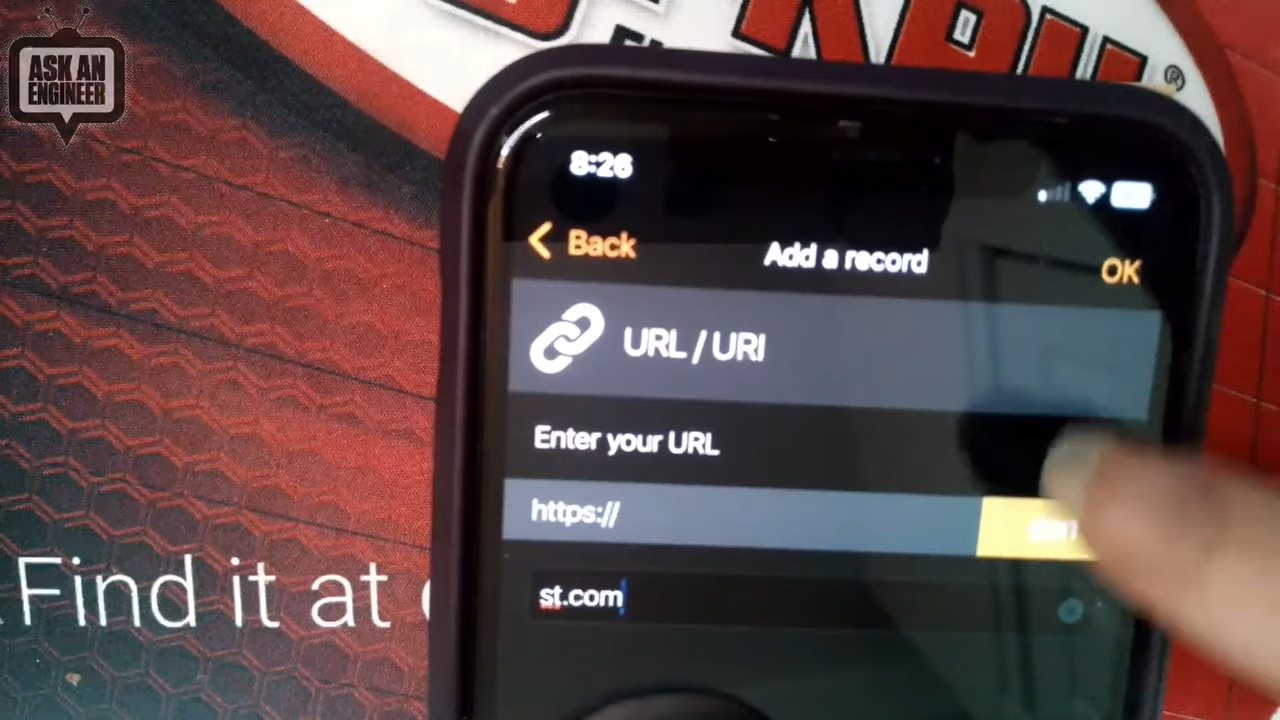 ASK AN
ENGINEER
®
8:26
Back
Add a record
OK
URL / URI
Enter your URL
https://
st.com
Find it at